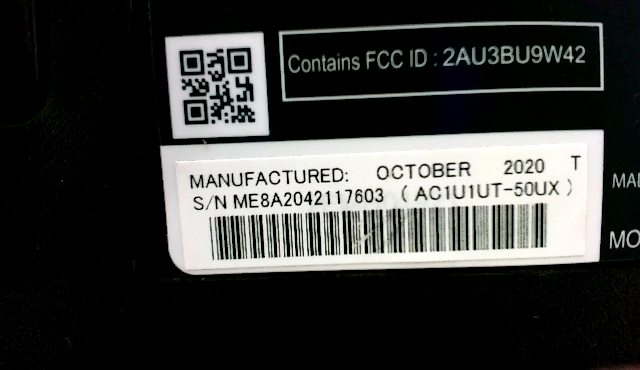 Contains FCC ID : 2AU3BU9W42
MANUFACTURED: OCTOBER 2020 T
S/N ME8A2042117603 ( AC1U1UT-50UX )